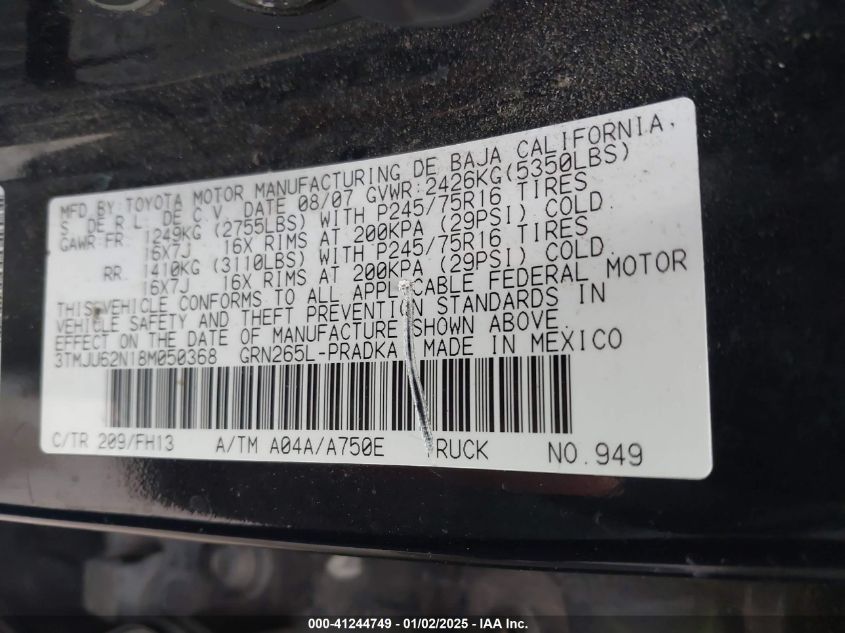 MFD.BY:TOYOTA MOTOR MANUFACTURING DE BAJA CALIFORNIA,
S. DE R.L. DE C.V. DATE 08/07 GVWR:2426KG(5350LBS)
GAWR:FR. 1249KG (2755LBS) WITH P245/75R16 TIRES
16X7J 16X RIMS AT 200KPA (29PSI) COLD
RR. 1410KG (3110LBS) WITH P245/75R16 TIRES
16X7J 16X RIMS AT 200KPA (29PSI) COLD.
THIS VEHICLE CONFORMS TO ALL APPLICABLE FEDERAL MOTOR
VEHICLE SAFETY AND THEFT PREVENTION STANDARDS IN
EFFECT ON THE DATE OF MANUFACTURE SHOWN ABOVE.
3TMJU62N18M050368 GRN265L-PRADKA MADE IN MEXICO
C/TR 209/FH13 A/TM A04A/A750E TRUCK NO.949
000-41244749 - 01/02/2025 - IAA Inc.